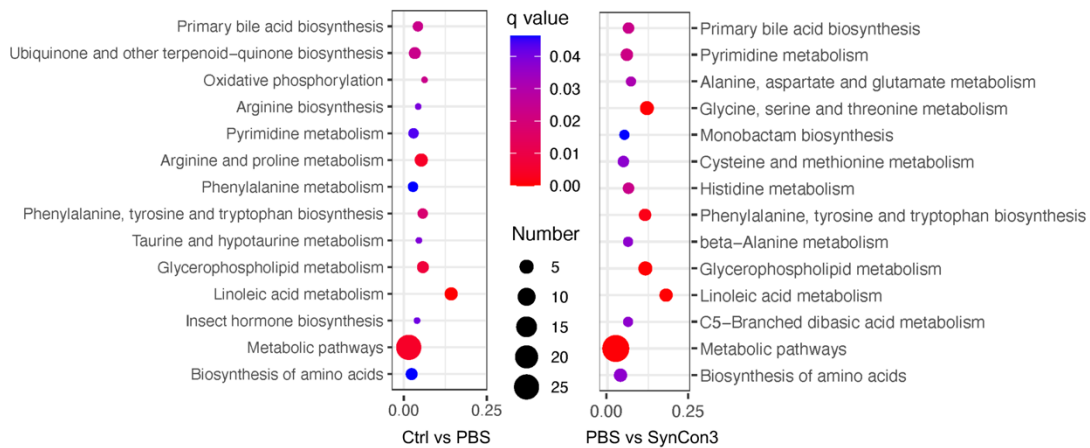 Primary bile acid biosynthesis
Ubiquinone and other terpenoid−quinone biosynthesis
Oxidative phosphorylation
Arginine biosynthesis
Pyrimidine metabolism
Arginine and proline metabolism
Phenylalanine metabolism
Phenylalanine, tyrosine and tryptophan biosynthesis
Taurine and hypotaurine metabolism
Glycerophospholipid metabolism
Linoleic acid metabolism
Insect hormone biosynthesis
Metabolic pathways
Biosynthesis of amino acids
0.00 0.25
Ctrl vs PBS
q value
0.04
0.03
0.02
0.01
0.00
Number
5
10
15
20
25
Primary bile acid biosynthesis
Pyrimidine metabolism
Alanine, aspartate and glutamate metabolism
Glycine, serine and threonine metabolism
Monobactam biosynthesis
Cysteine and methionine metabolism
Histidine metabolism
Phenylalanine, tyrosine and tryptophan biosynthesis
beta−Alanine metabolism
Glycerophospholipid metabolism
Linoleic acid metabolism
C5−Branched dibasic acid metabolism
Metabolic pathways
Biosynthesis of amino acids
0.00 0.25
PBS vs SynCon3